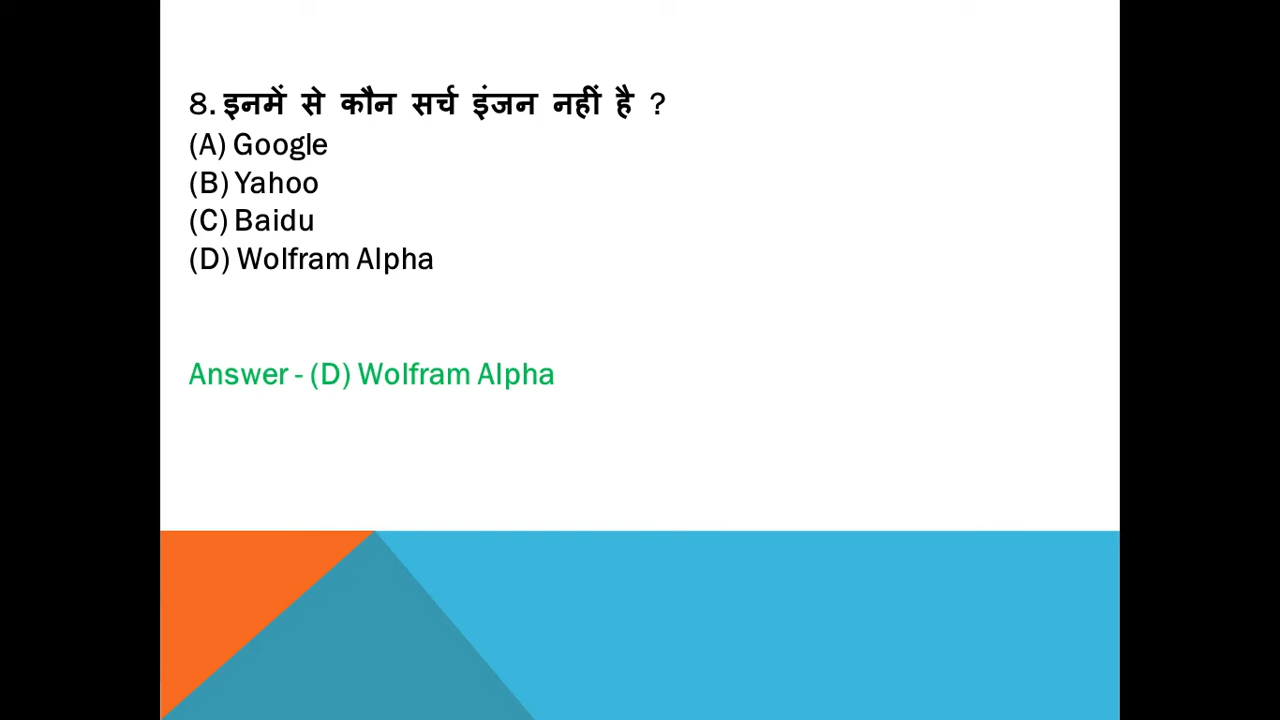 8. इनमें से कौन सर्च इंजन नहीं है ?
(A) Google
(B) Yahoo
(C) Baidu
(D) Wolfram Alpha
Answer - (D) Wolfram Alpha